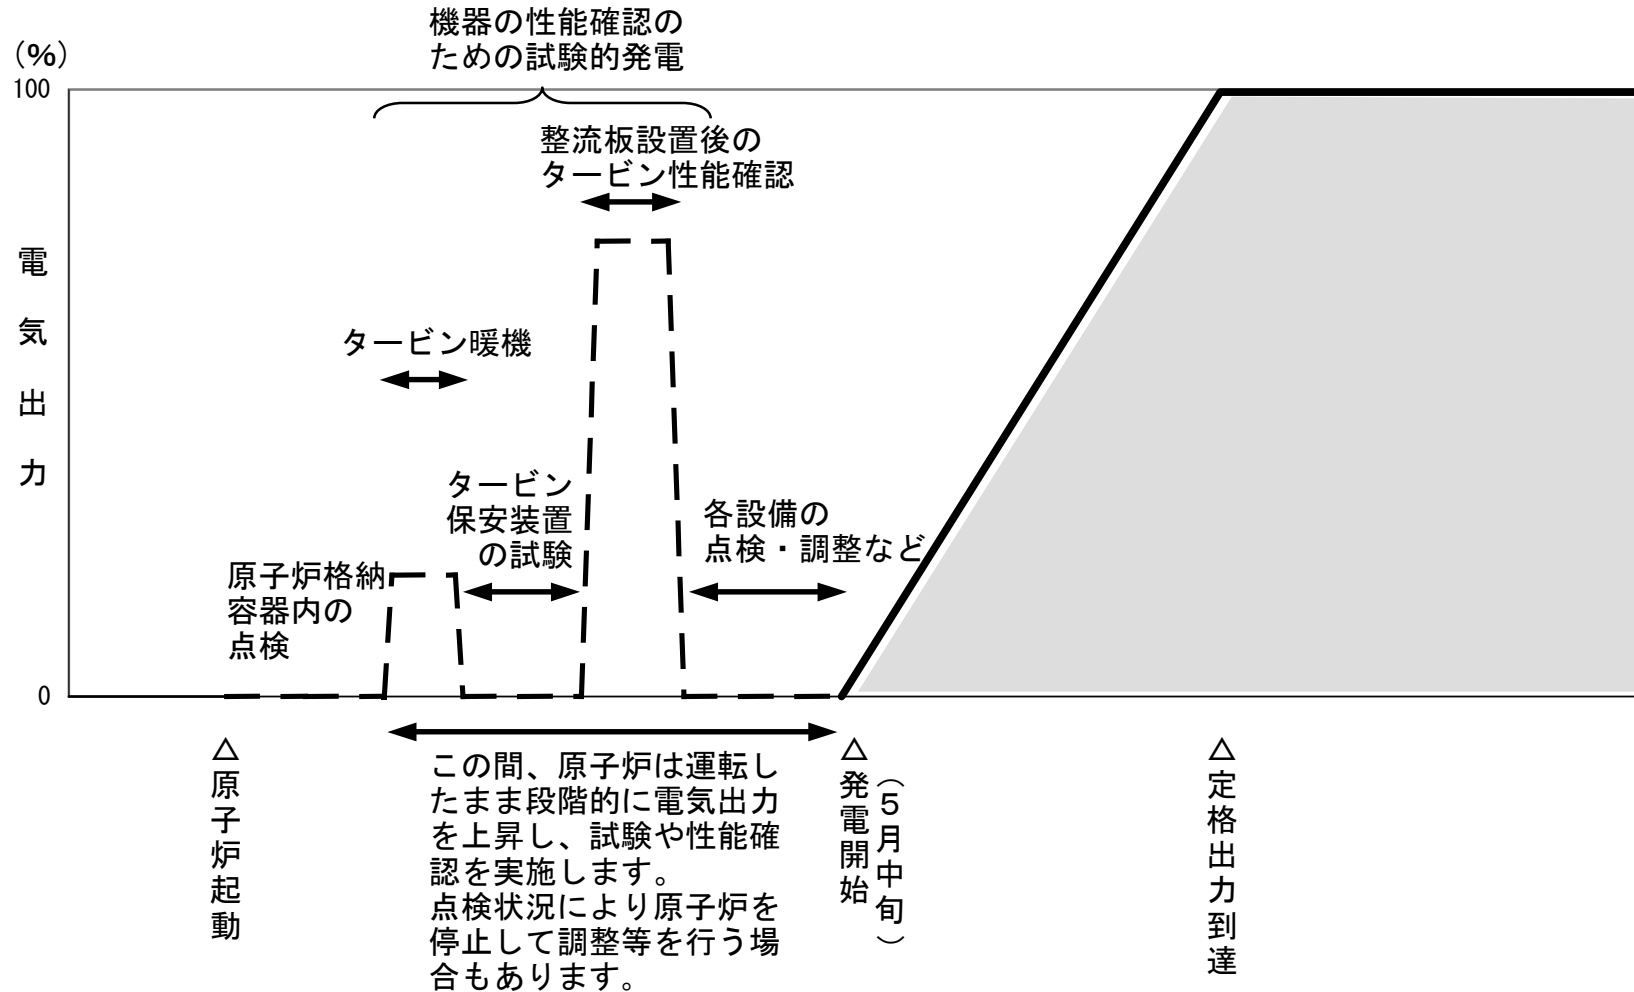 機器の性能確認の
ための試験的発電
（%）
100
整流板設置後の
タービン性能確認
電気出力
タービン暖機
タービン
保安装置
の試験
各設備の
点検・調整など
原子炉格納
容器内の
点検
0
△原子炉起動
この間、原子炉は運転し
たまま段階的に電気出力
を上昇し、試験や性能確
認を実施します。
点検状況により原子炉を
停止して調整等を行う場
合もあります。
△発電開始
（５月中旬）
△定格出力到達